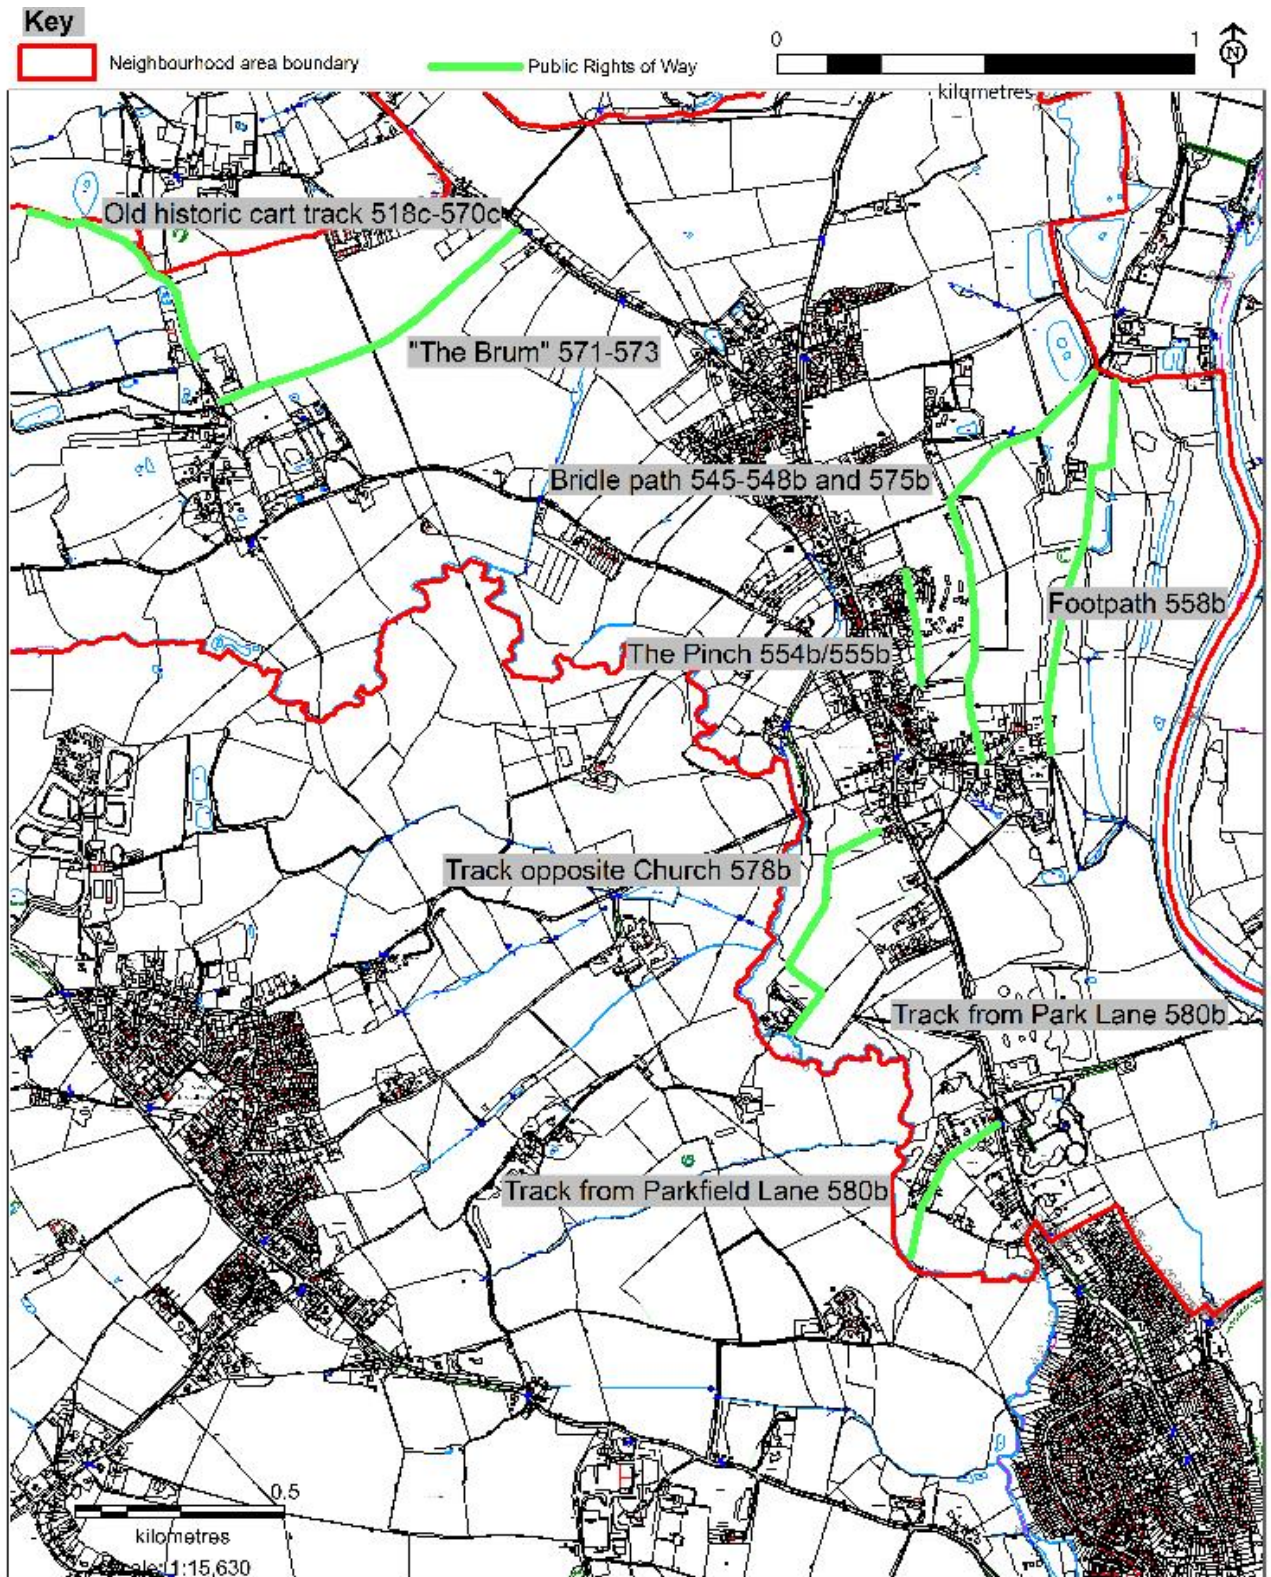 Key
Neighbourhood area boundary
Public Rights of Way
0 1
kilometres
N
Old historic cart track 518c-570c
"The Brum" 571-573
Bridle path 545-548b and 575b
Footpath 558b
The Pinch 554b/555b
Track opposite Church 578b
Track from Park Lane 580b
Track from Parkfield Lane 580b
0.5
kilometres
scale: 1:15,630